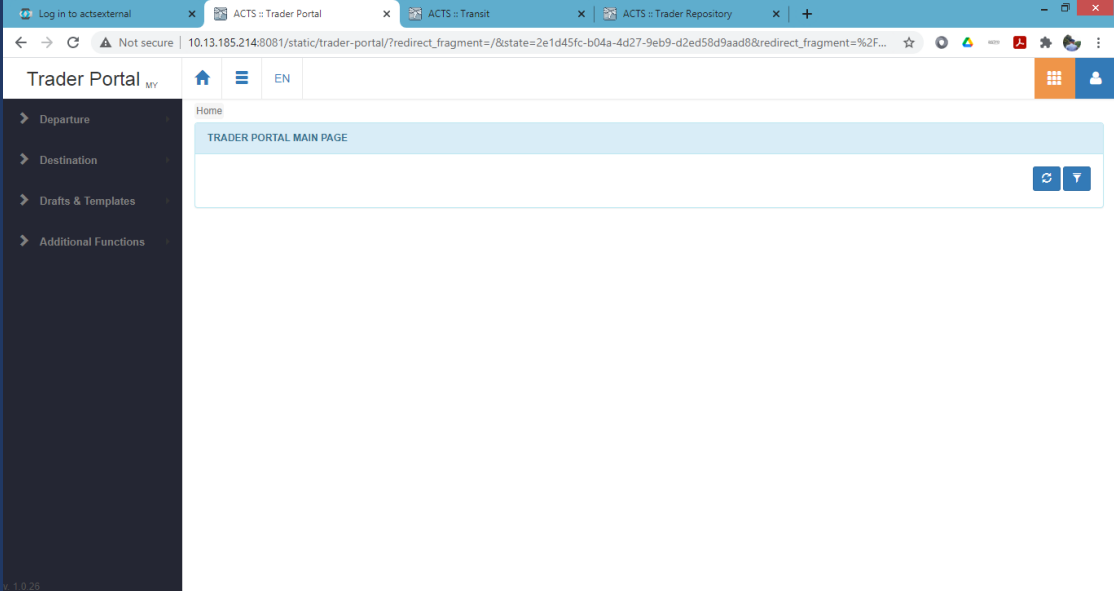 Log in to actsexternal
ACTS :: Trader Portal
ACTS :: Transit
ACTS :: Trader Repository
Not secure
10.13.185.214:8081/static/trader-portal/?redirect_fragment=/&state=2e1d45fc-b04a-4d27-9eb9-d2ed58d9aad8&redirect_fragment=%2F...
Trader Portal MY
EN
Departure
Destination
Drafts & Templates
Additional Functions
Home
TRADER PORTAL MAIN PAGE
v. 1.0.26